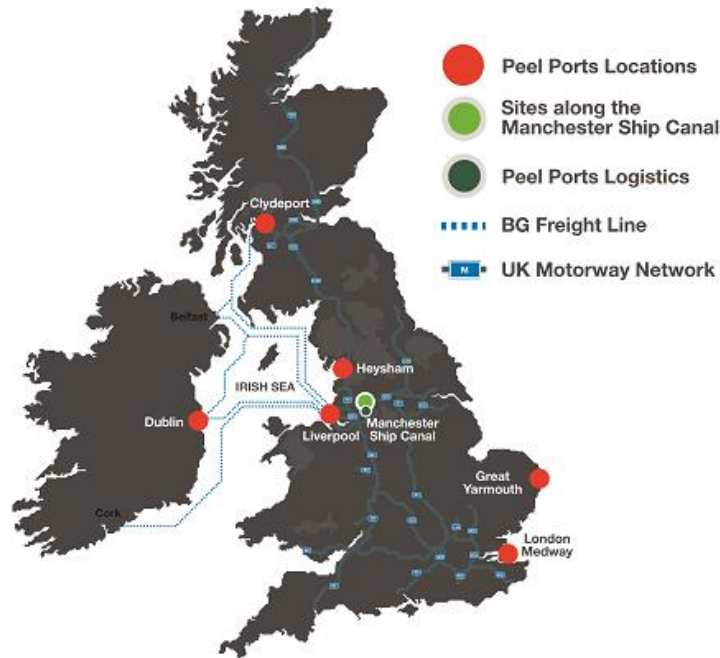 Peel Ports Locations
Sites along the
Manchester Ship Canal
Peel Ports Logistics
BG Freight Line
M
UK Motorway Network
Clydeport
Belfast
Heysham
IRISH SEA
Dublin
Liverpool
Manchester
Ship Canal
Great
Yarmouth
Cork
London
Medway